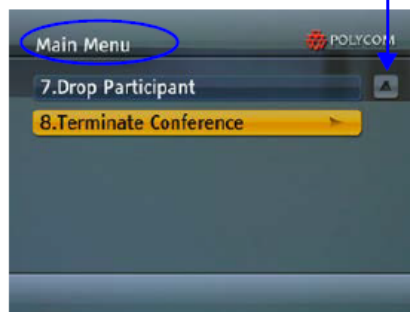 Main Menu
POLYCOM
7.Drop Participant
8.Terminate Conference